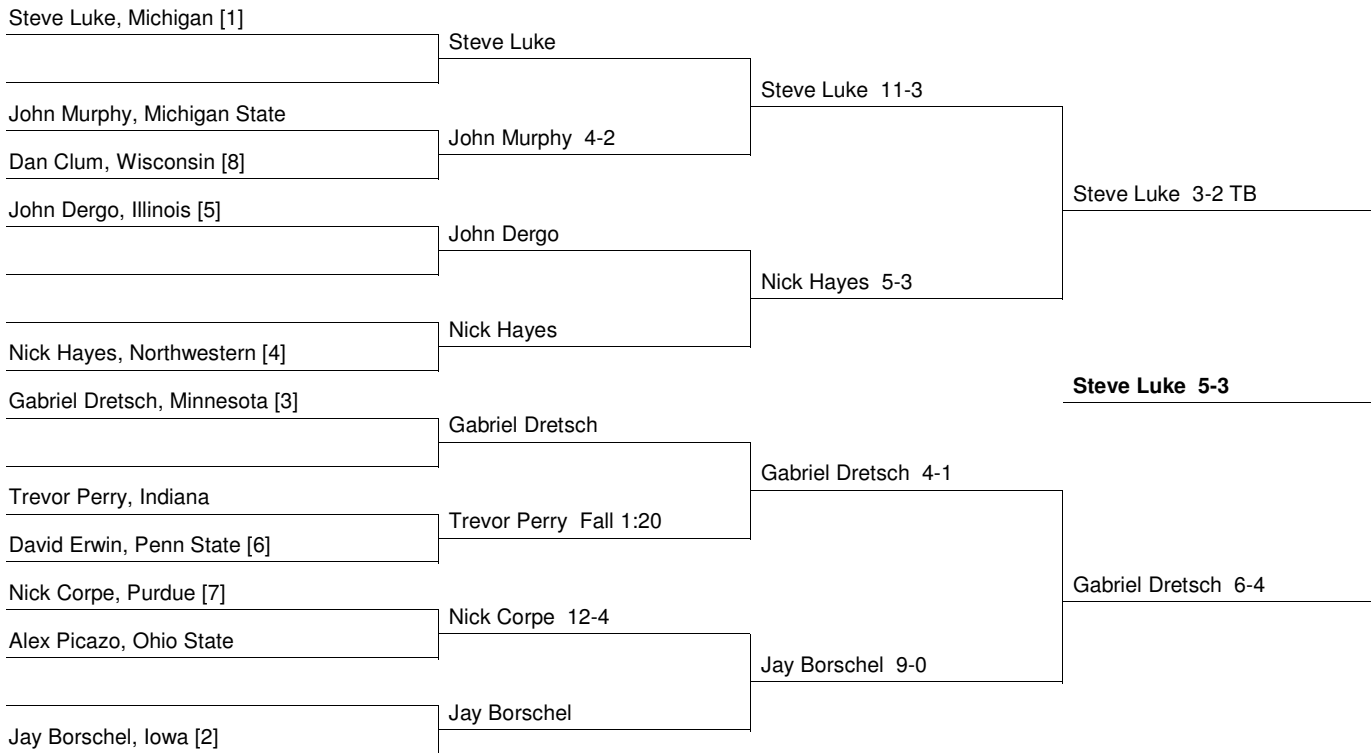 Steve Luke, Michigan [1]
John Murphy, Michigan State
Dan Clum, Wisconsin [8]
John Dergo, Illinois [5]
Nick Hayes, Northwestern [4]
Gabriel Dretsch, Minnesota [3]
Trevor Perry, Indiana
David Erwin, Penn State [6]
Nick Corpe, Purdue [7]
Alex Picazo, Ohio State
Jay Borschel, Iowa [2]
Steve Luke
John Murphy 4-2
John Dergo
Nick Hayes
Gabriel Dretsch
Trevor Perry Fall 1:20
Nick Corpe 12-4
Jay Borschel
Steve Luke 11-3
Nick Hayes 5-3
Gabriel Dretsch 4-1
Jay Borschel 9-0
Steve Luke 3-2 TB
Steve Luke 5-3
Gabriel Dretsch 6-4